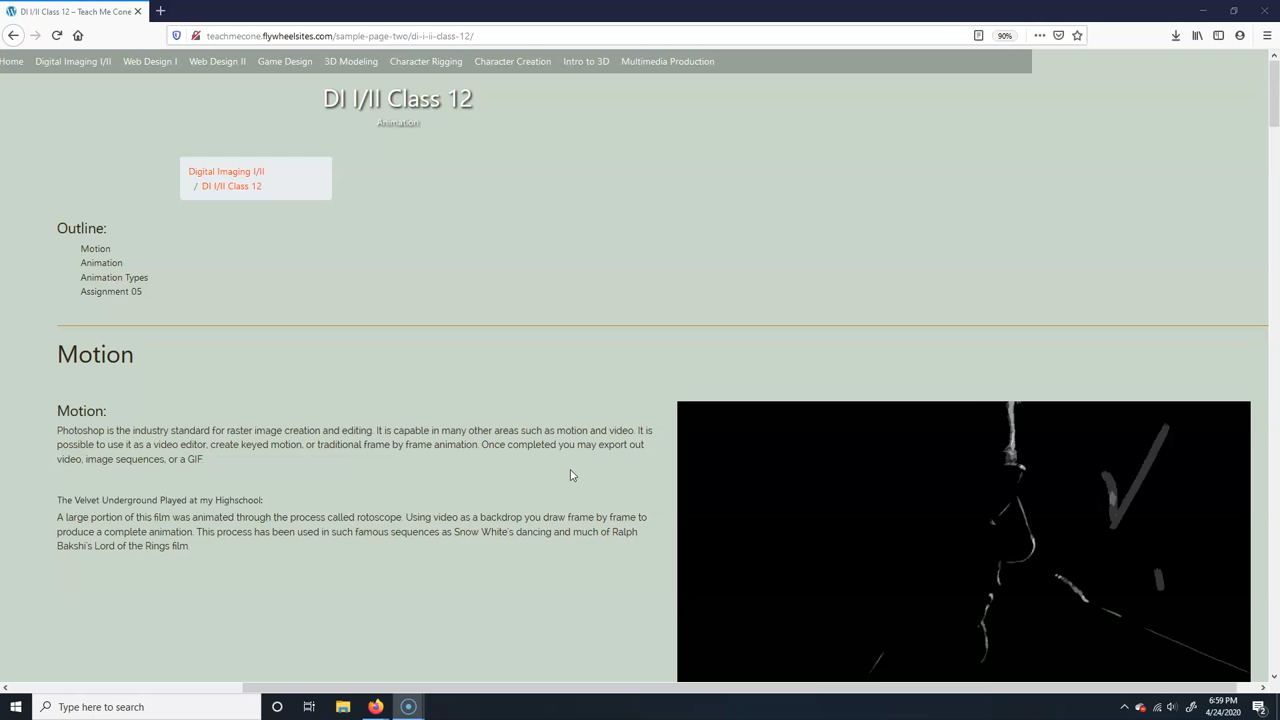 DI I/II Class 12 – Teach Me Cone
teachmecone.flywheelsites.com/sample-page-two/di-i-ii-class-12/
90%
Home Digital Imaging I/II Web Design I Web Design II Game Design 3D Modeling Character Rigging Character Creation Intro to 3D Multimedia Production
DI I/II Class 12
Animation
Digital Imaging I/II
/ DI I/II Class 12
Outline:
Motion
Animation
Animation Types
Assignment 05
Motion
Motion:
Photoshop is the industry standard for raster image creation and editing. It is capable in many other areas such as motion and video. It is
possible to use it as a video editor, create keyed motion, or traditional frame by frame animation. Once completed you may export out
video, image sequences, or a GIF.
The Velvet Underground Played at my Highschool:
A large portion of this film was animated through the process called rotoscope. Using video as a backdrop you draw frame by frame to
produce a complete animation. This process has been used in such famous sequences as Snow White's dancing and much of Ralph
Bakshi's Lord of the Rings film.
Type here to search
6:59 PM
4/24/2020
2